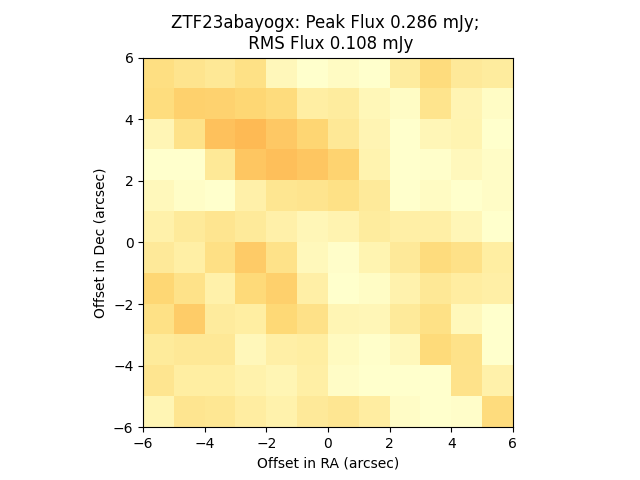 ZTF23abayogx: Peak Flux 0.286 mJy;
RMS Flux 0.108 mJy
6
4
2
0
−2
−4
−6
Offset in Dec (arcsec)
−6 −4 −2 0 2 4 6
Offset in RA (arcsec)